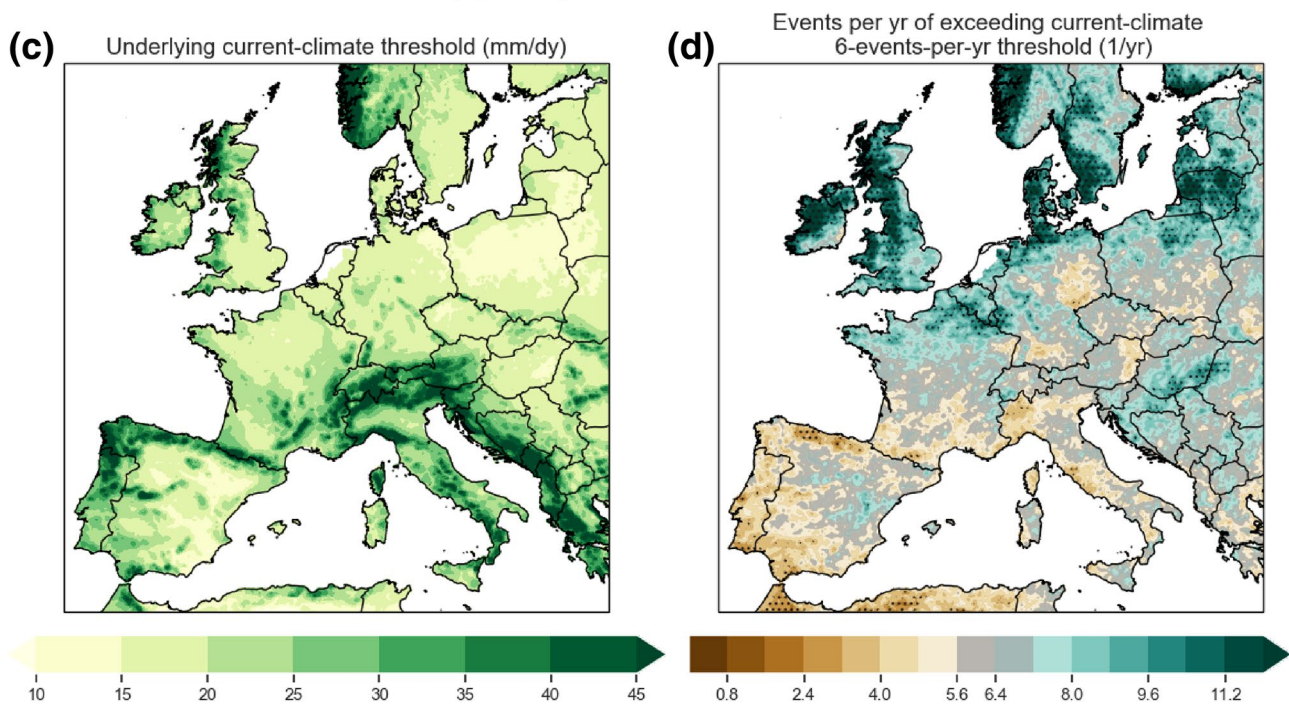 (c)
Underlying current-climate threshold (mm/dy)
(d)
Events per yr of exceeding current-climate
6-events-per-yr threshold (1/yr)
10 15 20 25 30 35 40 45
0.8 2.4 4.0 5.6 6.4 8.0 9.6 11.2